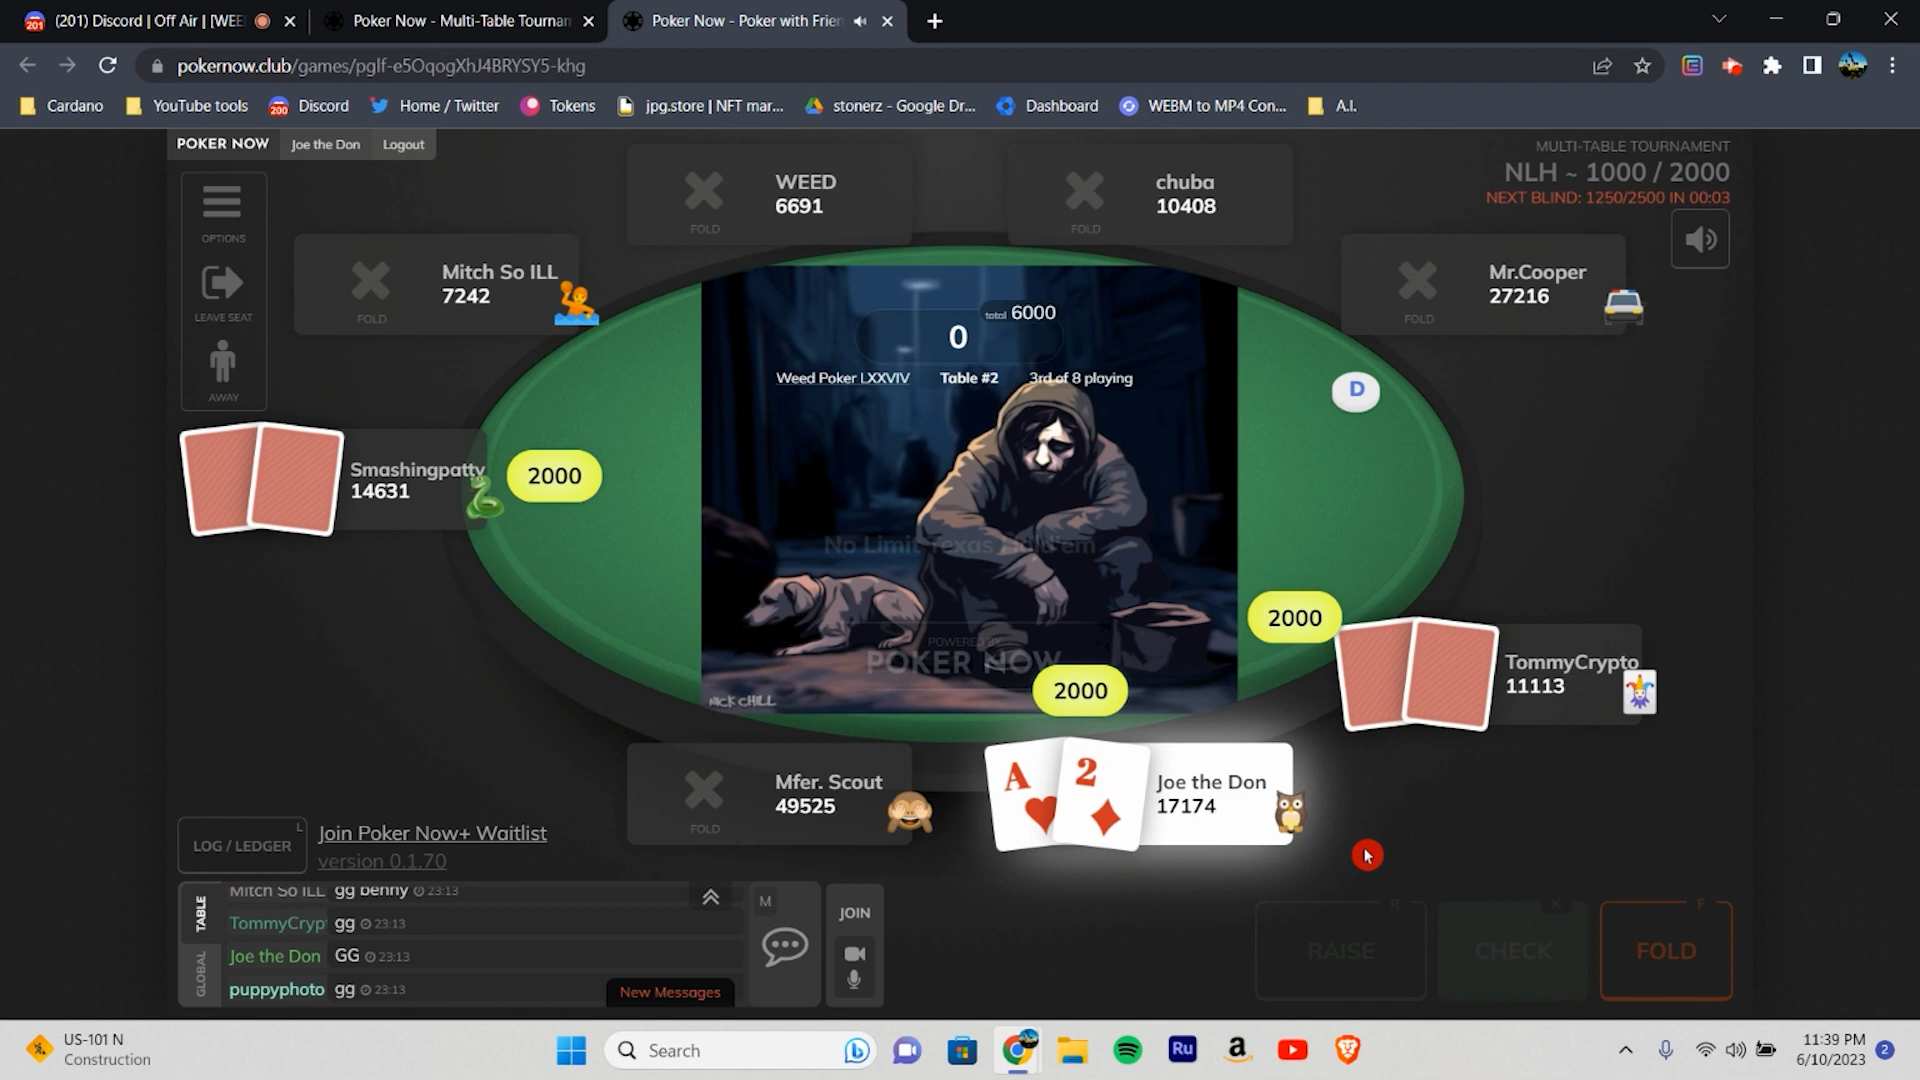 201 (201) Discord | Off Air | [WEE
Poker Now - Multi-Table Tournan
Poker Now - Poker with Frien
pokernow.club/games/pglf-e5OqogXhJ4BRYSY5-khg
Cardano YouTube tools 200 Discord Home / Twitter Tokens jpg.store | NFT mar... stonerz - Google Dr... Dashboard WEBM to MP4 Con... A.I.
POKER NOW Joe the Don Logout
MULTI-TABLE TOURNAMENT
NLH ~ 1000 / 2000
NEXT BLIND: 1250/2500 IN 00:03
OPTIONS
LEAVE SEAT
AWAY
WEED
6691
FOLD
chuba
10408
FOLD
Mitch So ILL
7242
FOLD
Mr.Cooper
27216
FOLD
total 6000
0
Weed Poker LXXVIV Table #2 3rd of 8 playing
D
Smashingpatty
14631
2000
No Limit Texas Hold'em
2000
TommyCrypto
11113
POWERED BY
POKER NOW
NICK CHILL
2000
Mfer. Scout
49525
FOLD
A 2
Joe the Don
17174
LOG / LEDGER L
Join Poker Now+ Waitlist
version 0.1.70
TABLE
GLOBAL
Mitch So ILL gg benny 23:13
TommyCryp gg 23:13
Joe the Don GG 23:13
puppyphoto gg 23:13
New Messages
M
JOIN
RAISE R
CHECK K
FOLD F
US-101 N
Construction
Search
Ru
a
11:39 PM
6/10/2023
2